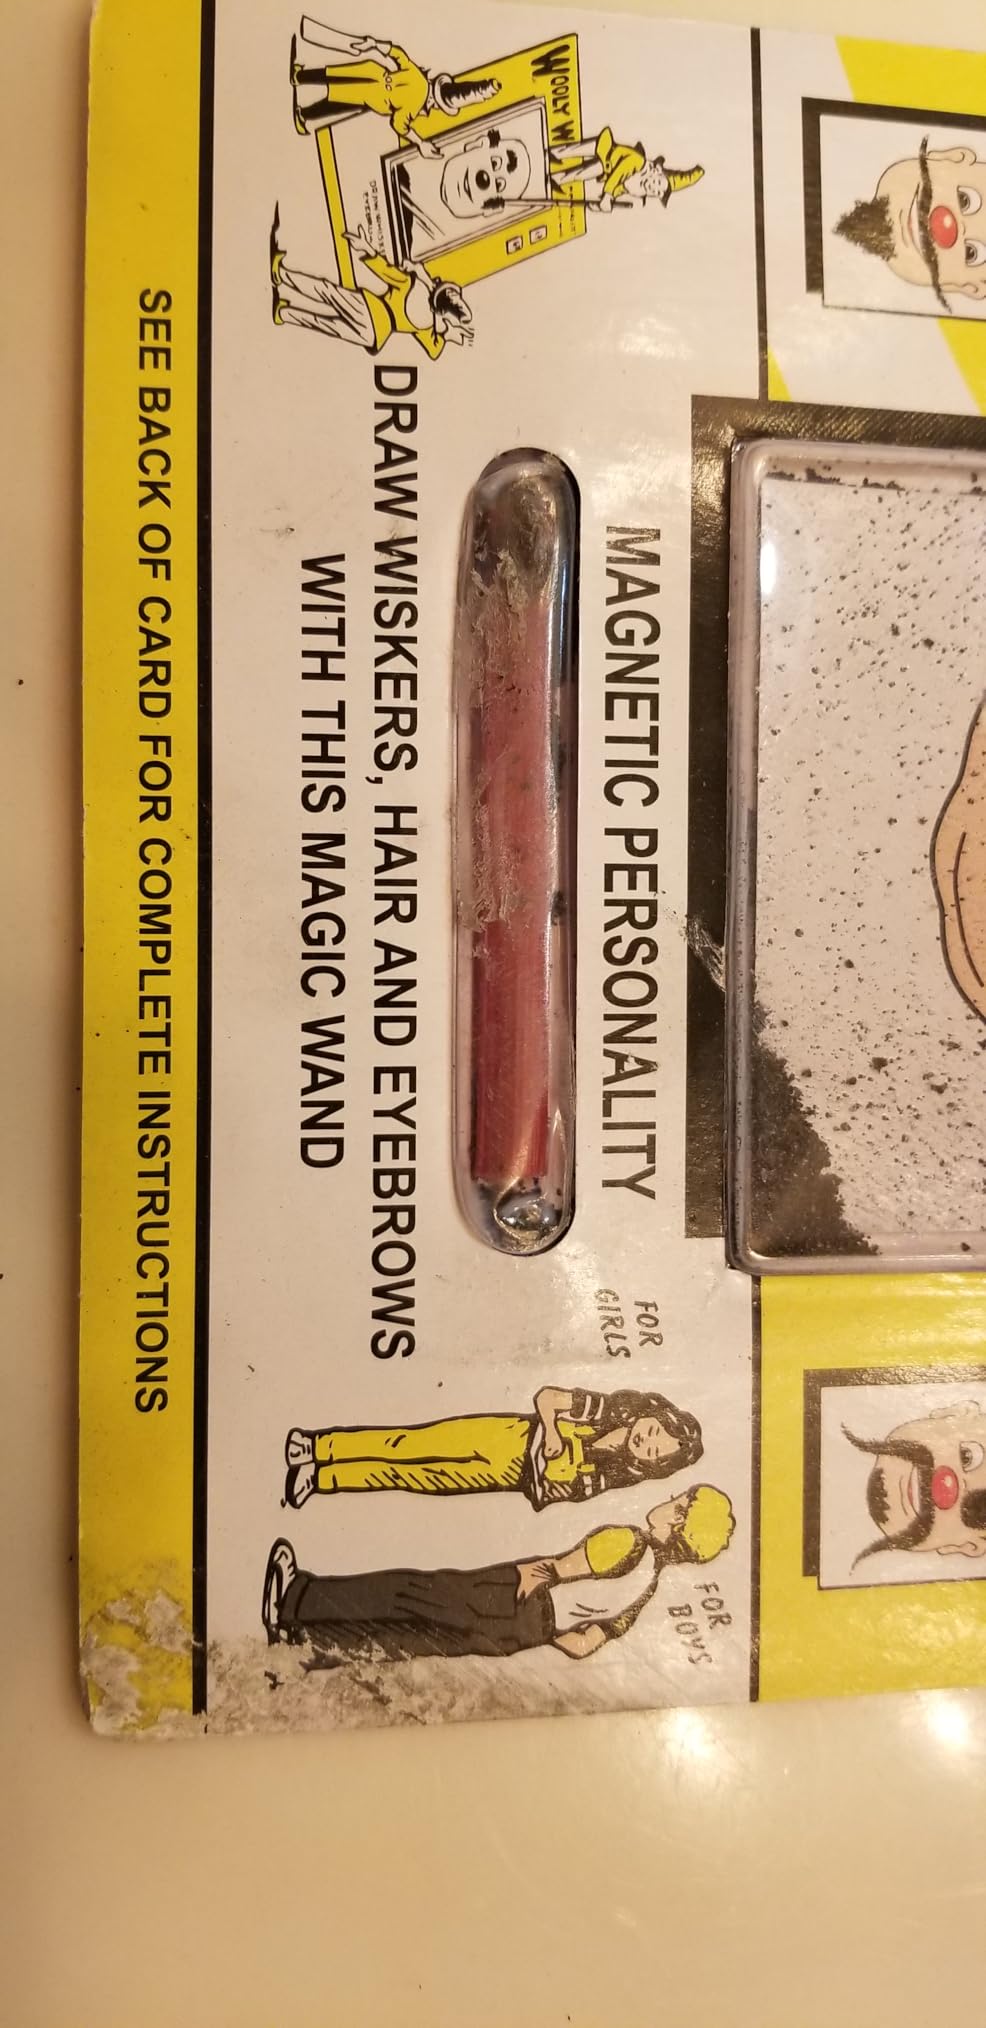 WOOLY W
MAGNETIC PERSONALITY
DRAW WISKERS, HAIR AND EYEBROWS
WITH THIS MAGIC WAND
FOR
GIRLS
FOR
BOYS
SEE BACK OF CARD FOR COMPLETE INSTRUCTIONS